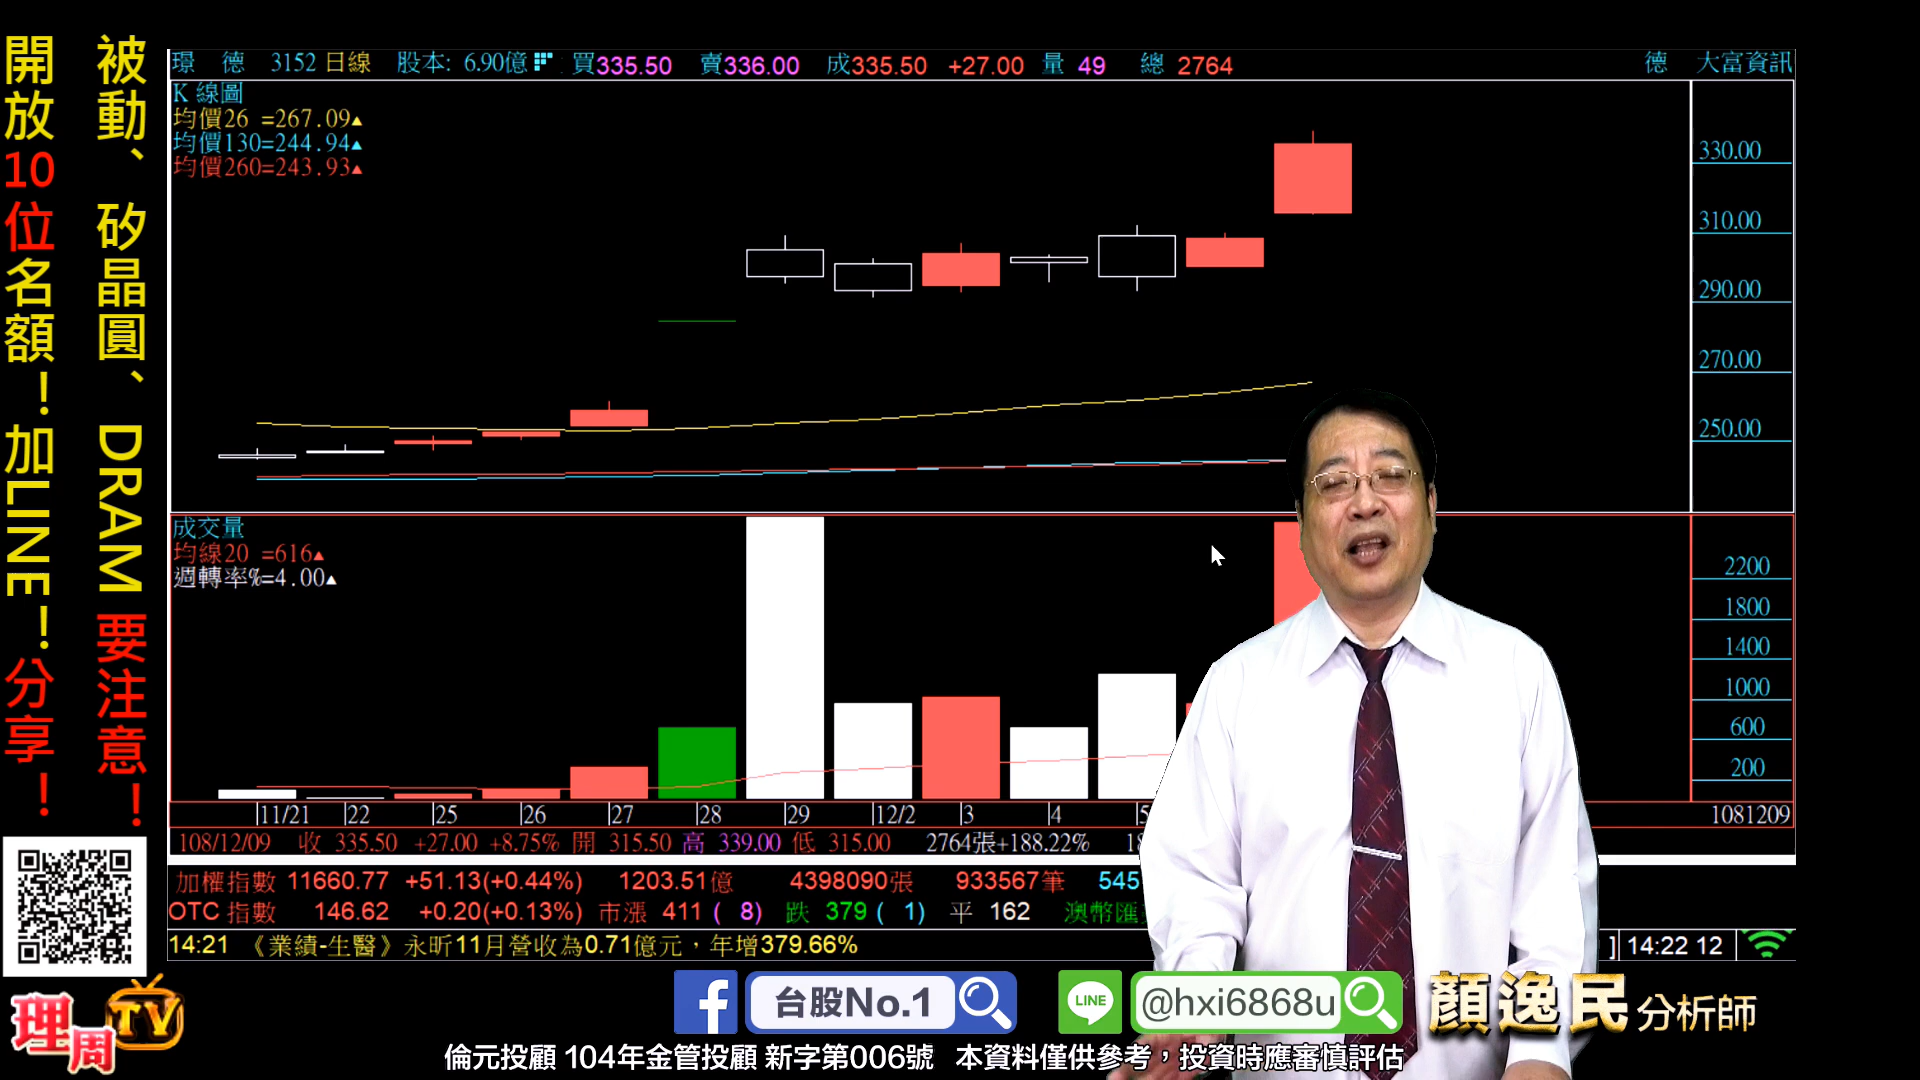 被動、矽晶圓、DRAM要注意！
開放10位名額！加LINE！分享！
璟德 3152 日線 股本: 6.90億 買335.50 賣336.00 成335.50 +27.00 量 49 總 2764 德 大富資訊
K 線圖
均價26 =267.09▲
均價130=244.94▲
均價260=243.93▲
330.00
310.00
290.00
270.00
250.00
成交量
均線20 =616▲
週轉率%=4.00▲
2200
1800
1400
1000
600
200
11/21 22 25 26 27 28 29 12/2 3 4 5 1081209
108/12/09 收 335.50 +27.00 +8.75% 開 315.50 高 339.00 低 315.00 2764張+188.22%
加權指數 11660.77 +51.13(+0.44%) 1203.51億 4398090張 933567筆 545
OTC 指數 146.62 +0.20(+0.13%) 市漲 411 ( 8) 跌 379 ( 1) 平 162 澳幣匯
14:21 《業績-生醫》永昕11月營收為0.71億元，年增379.66% ] 14:22 12
理周TV
台股No.1
LINE
@hxi6868u
顏逸民 分析師
倫元投顧 104年金管投顧 新字第006號 本資料僅供參考，投資時應審慎評估